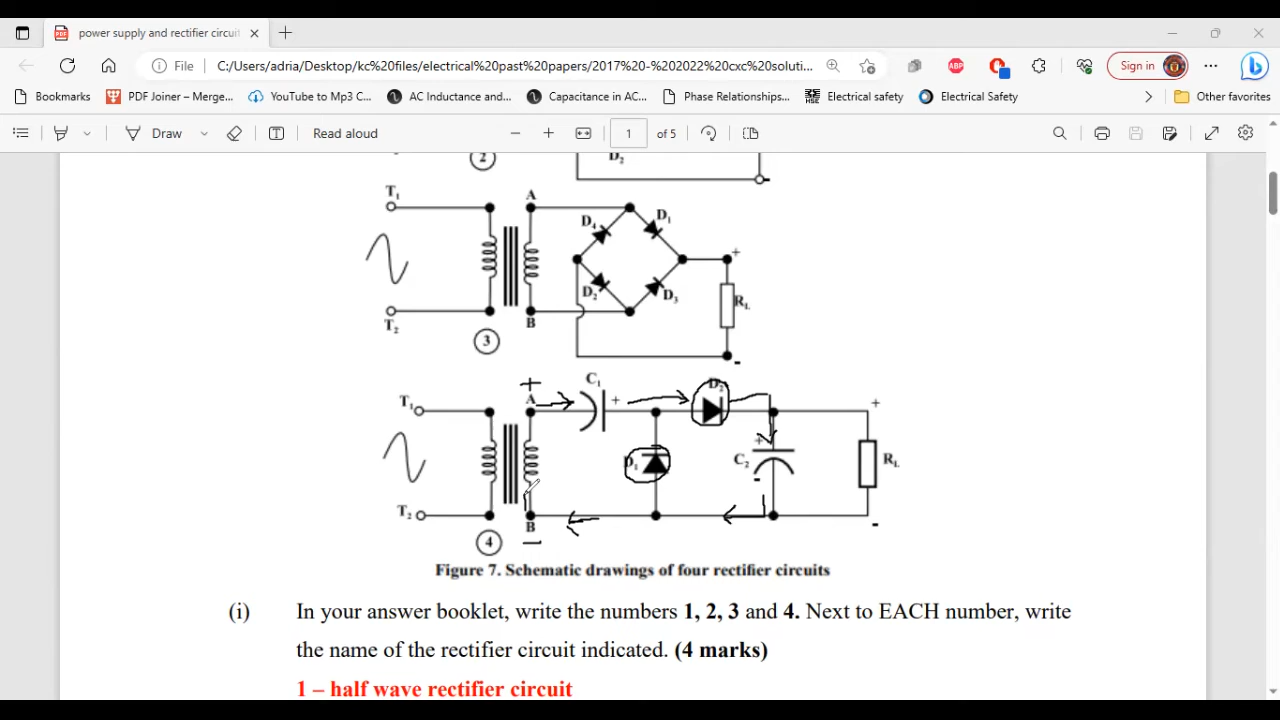 power supply and rectifier circuit
File
C:/Users/adria/Desktop/kc%20files/electrical%20past%20papers/2017%20-%202022%20cxc%20soluti...
ABP
Sign in
Bookmarks
PDF Joiner – Merge...
YouTube to Mp3 C...
AC Inductance and...
Capacitance in AC...
Phase Relationships...
Electrical safety
Electrical Safety
Other favorites
Draw
Read aloud
1
of 5
2
D₂
-
T₁
A
D₄
D₁
+
D₂
D₃
R_L
T₂
B
3
-
+
C₁
D₂
T₁
A
+
+
+
D₁
C₂
-
R_L
T₂
B
-
4
-
Figure 7. Schematic drawings of four rectifier circuits
(i) In your answer booklet, write the numbers 1, 2, 3 and 4. Next to EACH number, write
the name of the rectifier circuit indicated. (4 marks)
1 – half wave rectifier circuit